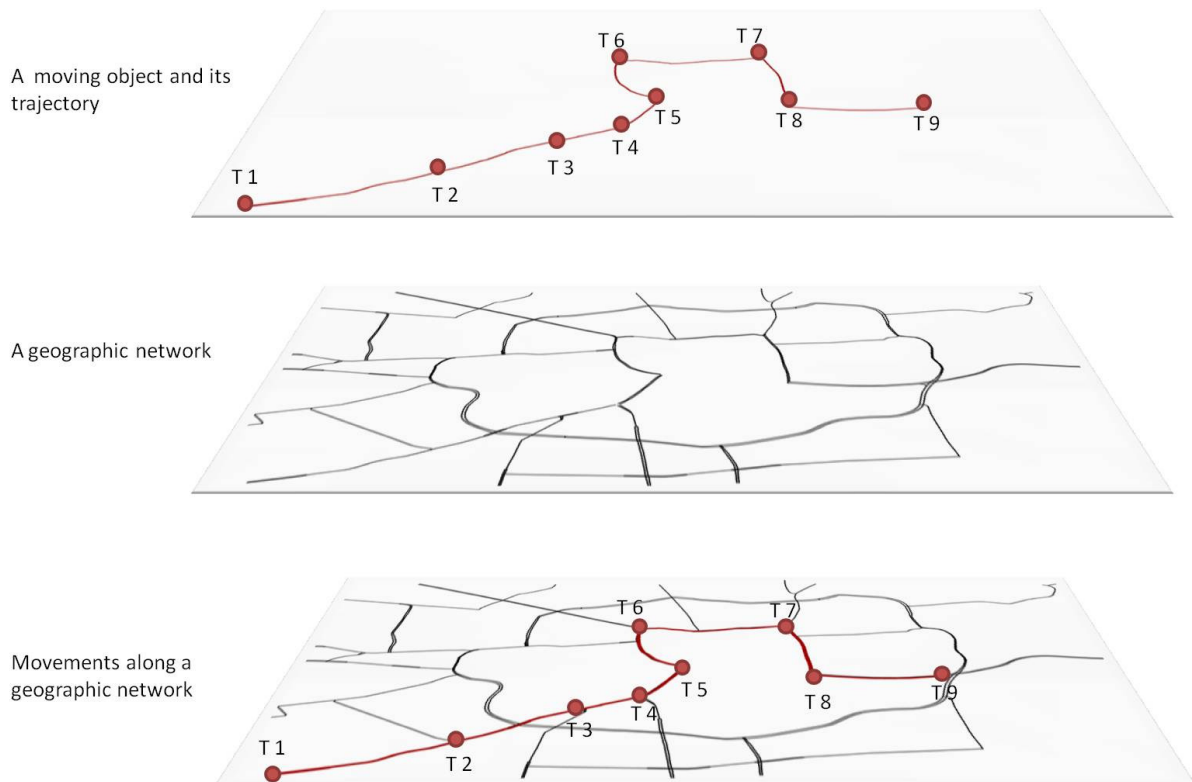 A moving object and its
trajectory
T 1
T 2
T 3
T 4
T 5
T 6
T 7
T 8
T 9
A geographic network
Movements along a
geographic network
T 1
T 2
T 3
T 4
T 5
T 6
T 7
T 8
T 9